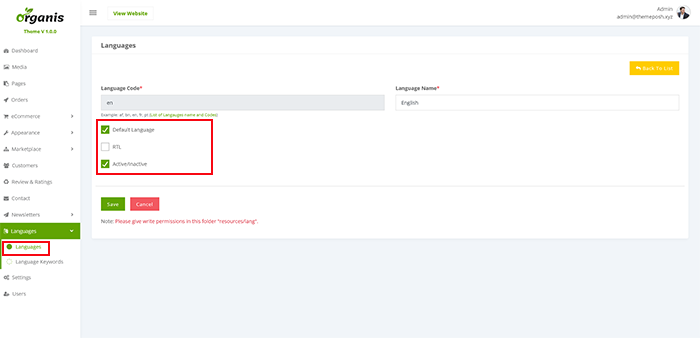 Organis
Theme V 1.0.0
View Website
Admin
admin@themeposh.xyz
Dashboard
Media
Pages
Orders
eCommerce
Appearance
Marketplace
Customers
Review & Ratings
Contact
Newsletters
Languages
Languages
Language Keywords
Settings
Users
Languages
Back To List
Language Code*
en
Example: af, bn, en, fr, pt (List of Languages name and Codes)
Language Name*
English
Default Language
RTL
Active/Inactive
Save
Cancel
Note: Please give write permissions in this folder "resources/lang".